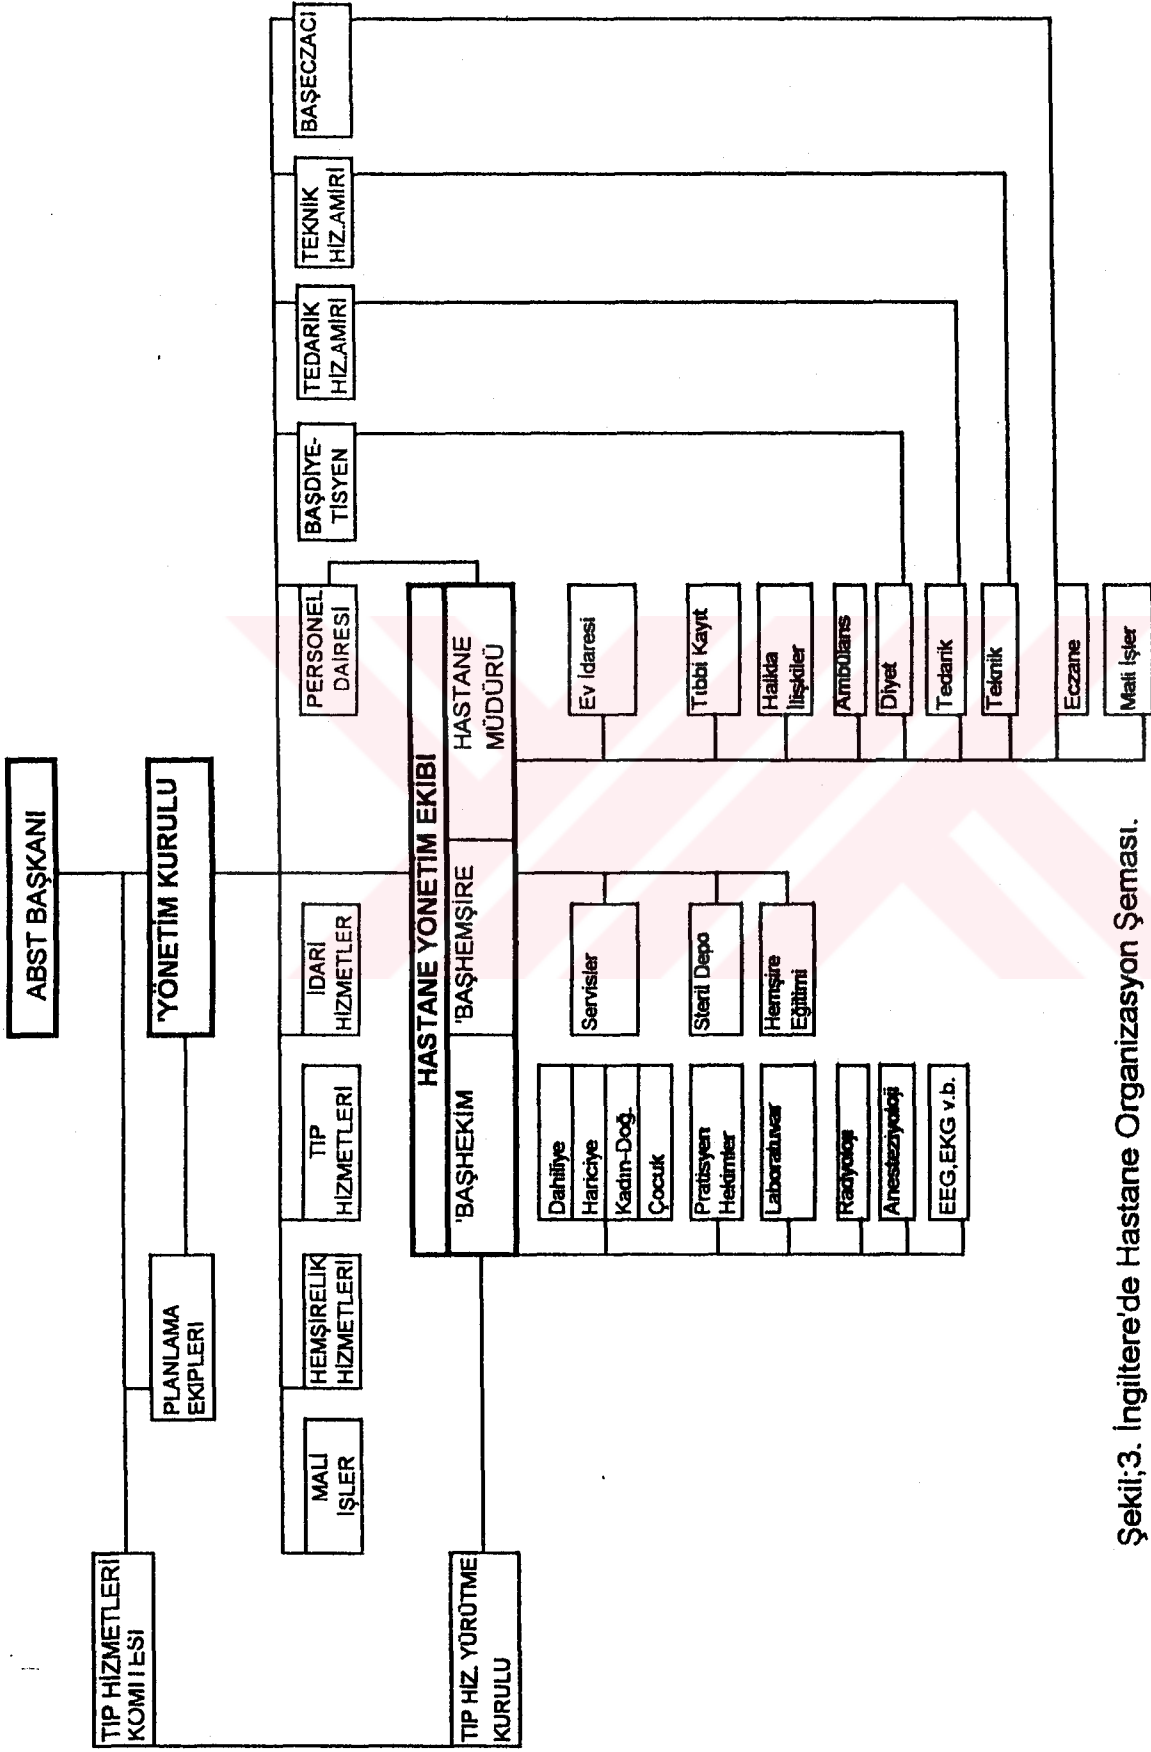 ABST BAŞKANI
'YÖNETİM KURULU
TIP HİZMETLERİ
KOMİTESİ
PLANLAMA
EKİPLERİ
MALİ
İŞLER
HEMŞİRELİK
HİZMETLERİ
TIP
HİZMETLERİ
İDARİ
HİZMETLER
PERSONEL
DAİRESİ
BAŞDİYE-
TİSYEN
TEDARİK
HİZ.AMİRİ
TEKNİK
HİZ.AMİRİ
BAŞECZACI
HASTANE YÖNETİM EKİBİ
'BAŞHEKİM
'BAŞHEMŞİRE
HASTANE
MÜDÜRÜ
TIP HİZ. YÜRÜTME
KURULU
Dahiliye
Hariciye
Kadın-Doğ.
Çocuk
Pratisyen
Hekimler
Laboratuvar
Radyoloji
Anesteziyoloji
EEG,EKG v.b.
Servisler
Steril Depo
Hemşire
Eğitimi
Ev İdaresi
Tıbbi Kayıt
Halkla
İlişkiler
Ambülans
Diyet
Tedarik
Teknik
Eczane
Mali İşler
Şekil;3. İngiltere'de Hastane Organizasyon Şeması.